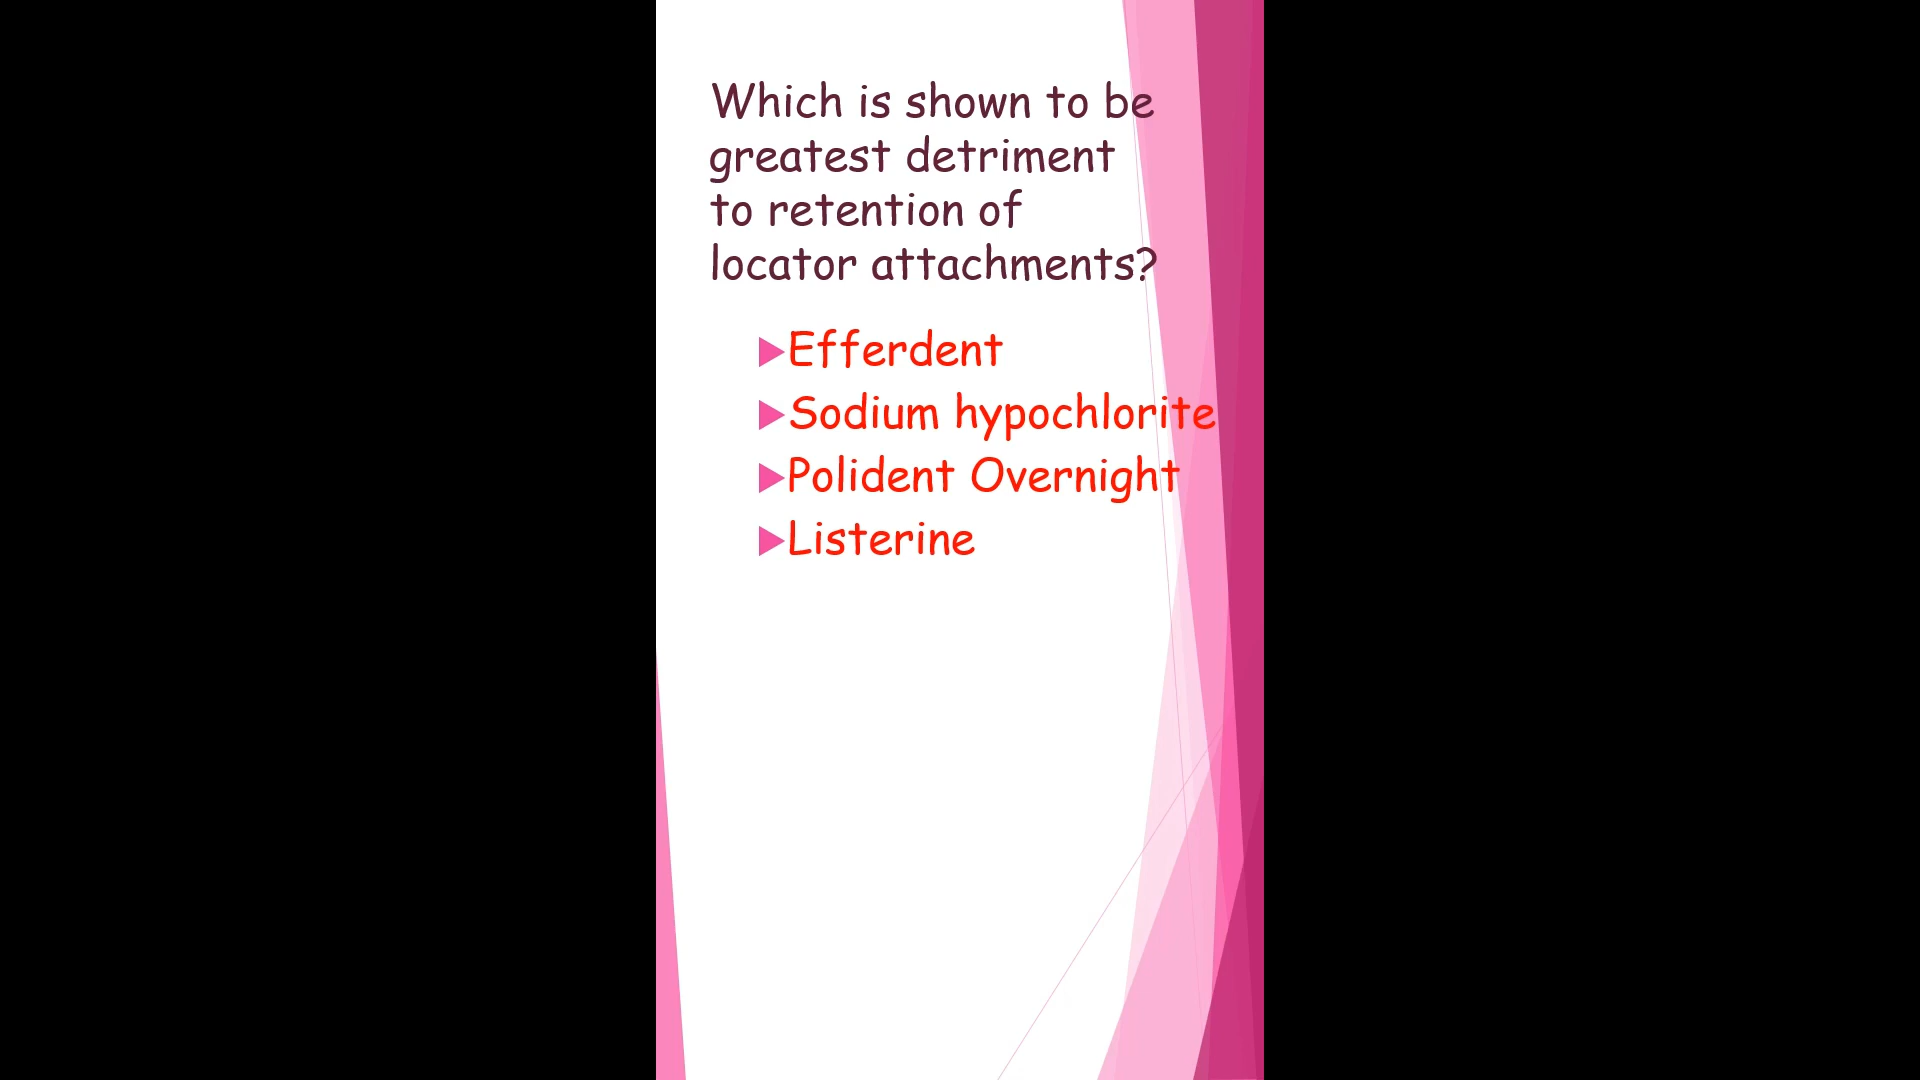 Which is shown to be
greatest detriment
to retention of
locator attachments?
Efferdent
Sodium hypochlorite
Polident Overnight
Listerine